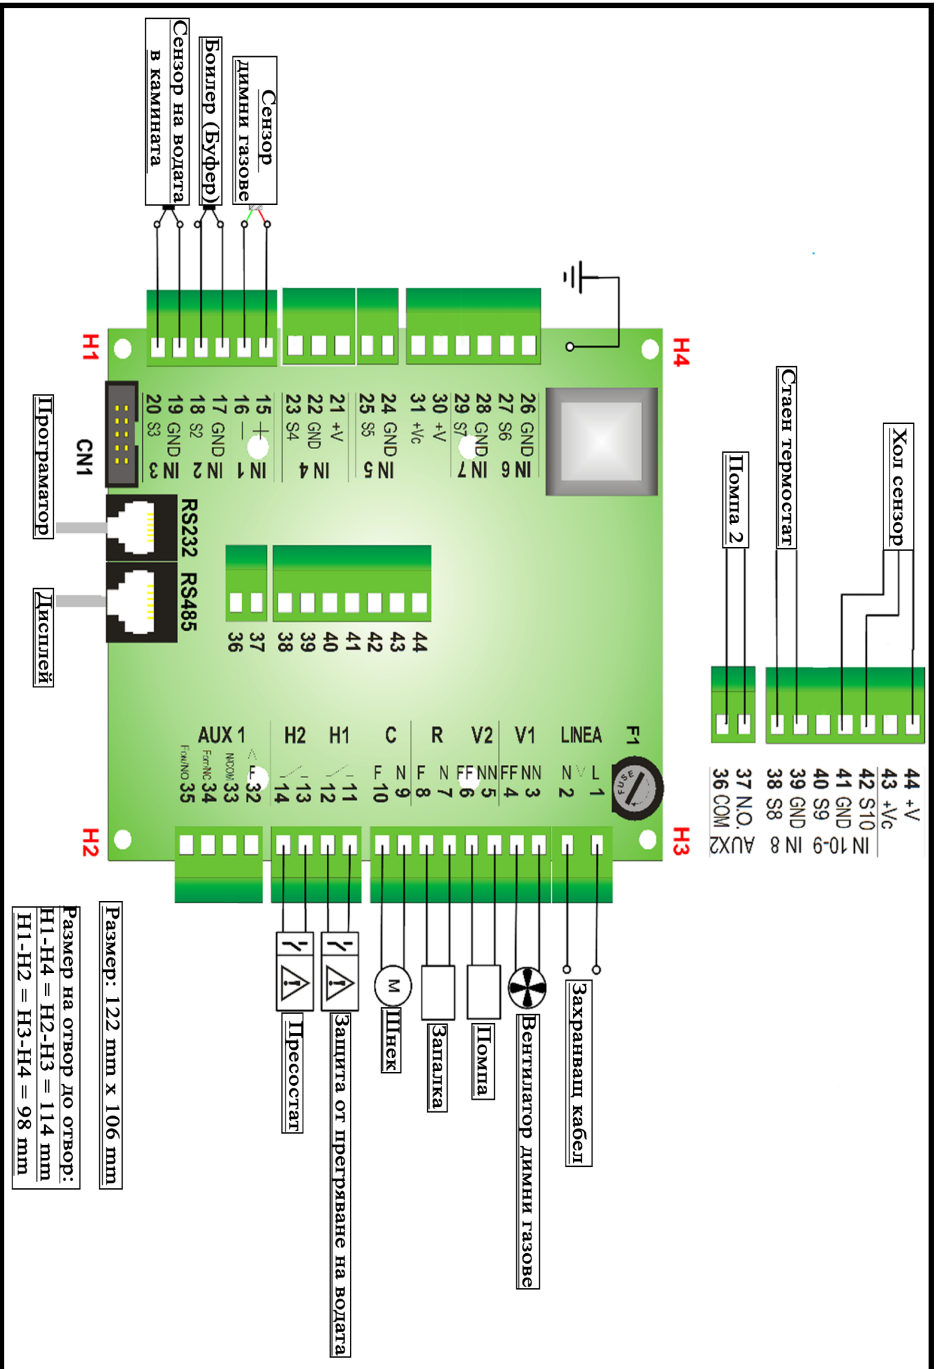 Сензор на водата
в камината
Боилер (Буфер)
Сензор
димни газове
H1
H4
20 S3
19 GND
IN 3
18 S2
17 GND
IN 2
16 —
15 +
IN 1
23 S4
22 GND
21 +V
IN 4
25 S5
24 GND
IN 5
31 +Vc
30 +V
29 S7
28 GND
IN 7
27 S6
26 GND
IN 6
CN1
RS232
RS485
Програматор
Дисплей
36
37
38
39
40
41
42
43
44
Помпа 2
Стаен термостат
Хол сензор
44 +V
43 +Vc
42 S10
41 GND
40 S9
IN 10-9
39 GND
38 S8
IN 8
37 N.O.
36 COM
AUX2
F1
FUSE
LINEA
L 1
N 2
V1
NN 3
FF 4
V2
NN 5
FF 6
R
N 7
F 8
C
N 9
F 10
H1
11
12
H2
13
14
AUX 1
F 32
N/COM 33
34
35
H2
H3
Захранващ кабел
Вентилатор димни газове
Помпа
Запалка
M
Шнек
Защита от прегряване на водата
Пресостат
Размер: 122 mm x 106 mm
Размер на отвор до отвор:
H1-H4 = H2-H3 = 114 mm
H1-H2 = H3-H4 = 98 mm